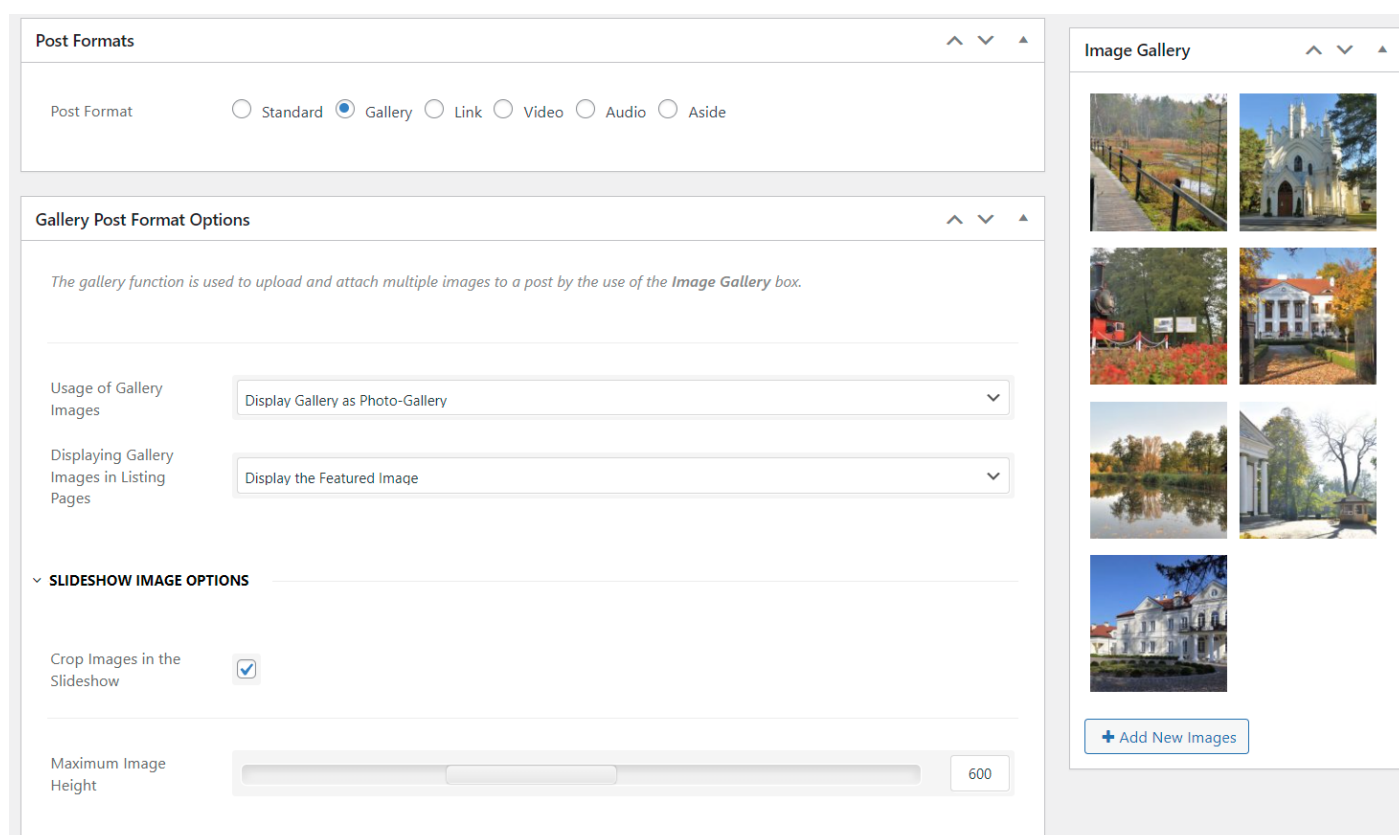 Post Formats
Post Format
Standard Gallery Link Video Audio Aside
Gallery Post Format Options
The gallery function is used to upload and attach multiple images to a post by the use of the Image Gallery box.
Usage of Gallery
Images
Display Gallery as Photo-Gallery
Displaying Gallery
Images in Listing
Pages
Display the Featured Image
SLIDESHOW IMAGE OPTIONS
Crop Images in the
Slideshow
Maximum Image
Height
600
Image Gallery
Add New Images